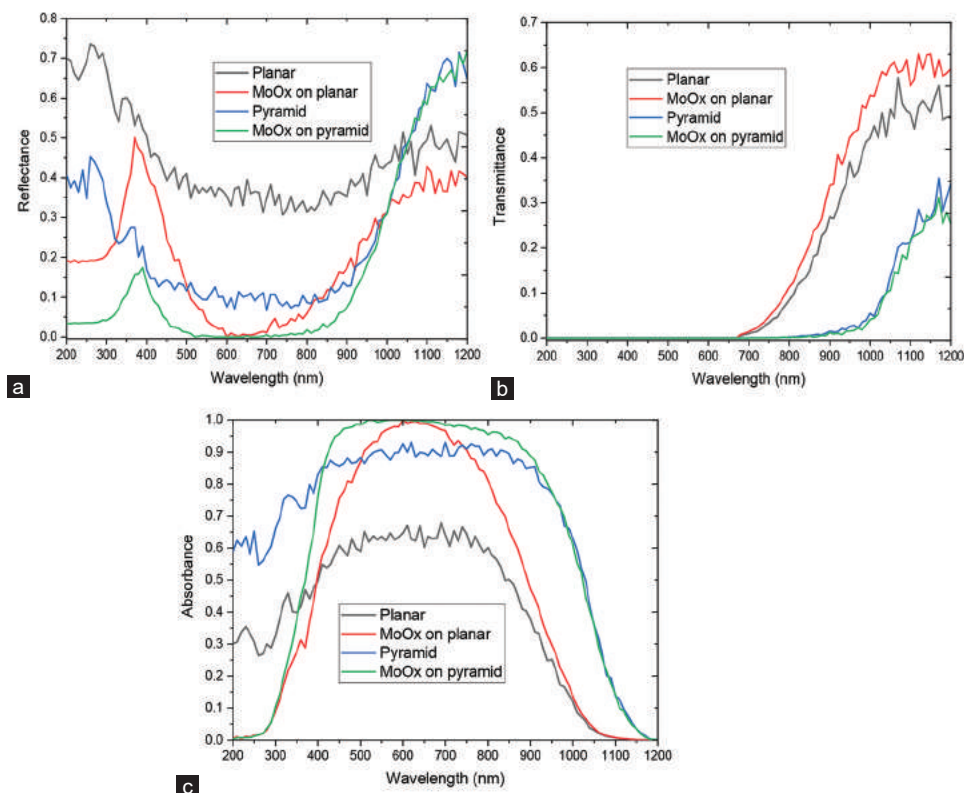 0.8
0.7
0.6
0.5
0.4
0.3
0.2
0.1
0.0
Reflectance
Planar
MoOx on planar
Pyramid
MoOx on pyramid
200 300 400 500 600 700 800 900 1000 1100 1200
Wavelength (nm)
a
0.7
0.6
0.5
0.4
0.3
0.2
0.1
0.0
Transmittance
Planar
MoOx on planar
Pyramid
MoOx on pyramid
200 300 400 500 600 700 800 900 1000 1100 1200
Wavelength (nm)
b
1.0
0.9
0.8
0.7
0.6
0.5
0.4
0.3
0.2
0.1
0.0
Absorbance
Planar
MoOx on planar
Pyramid
MoOx on pyramid
200 300 400 500 600 700 800 900 1000 1100 1200
Wavelength (nm)
c